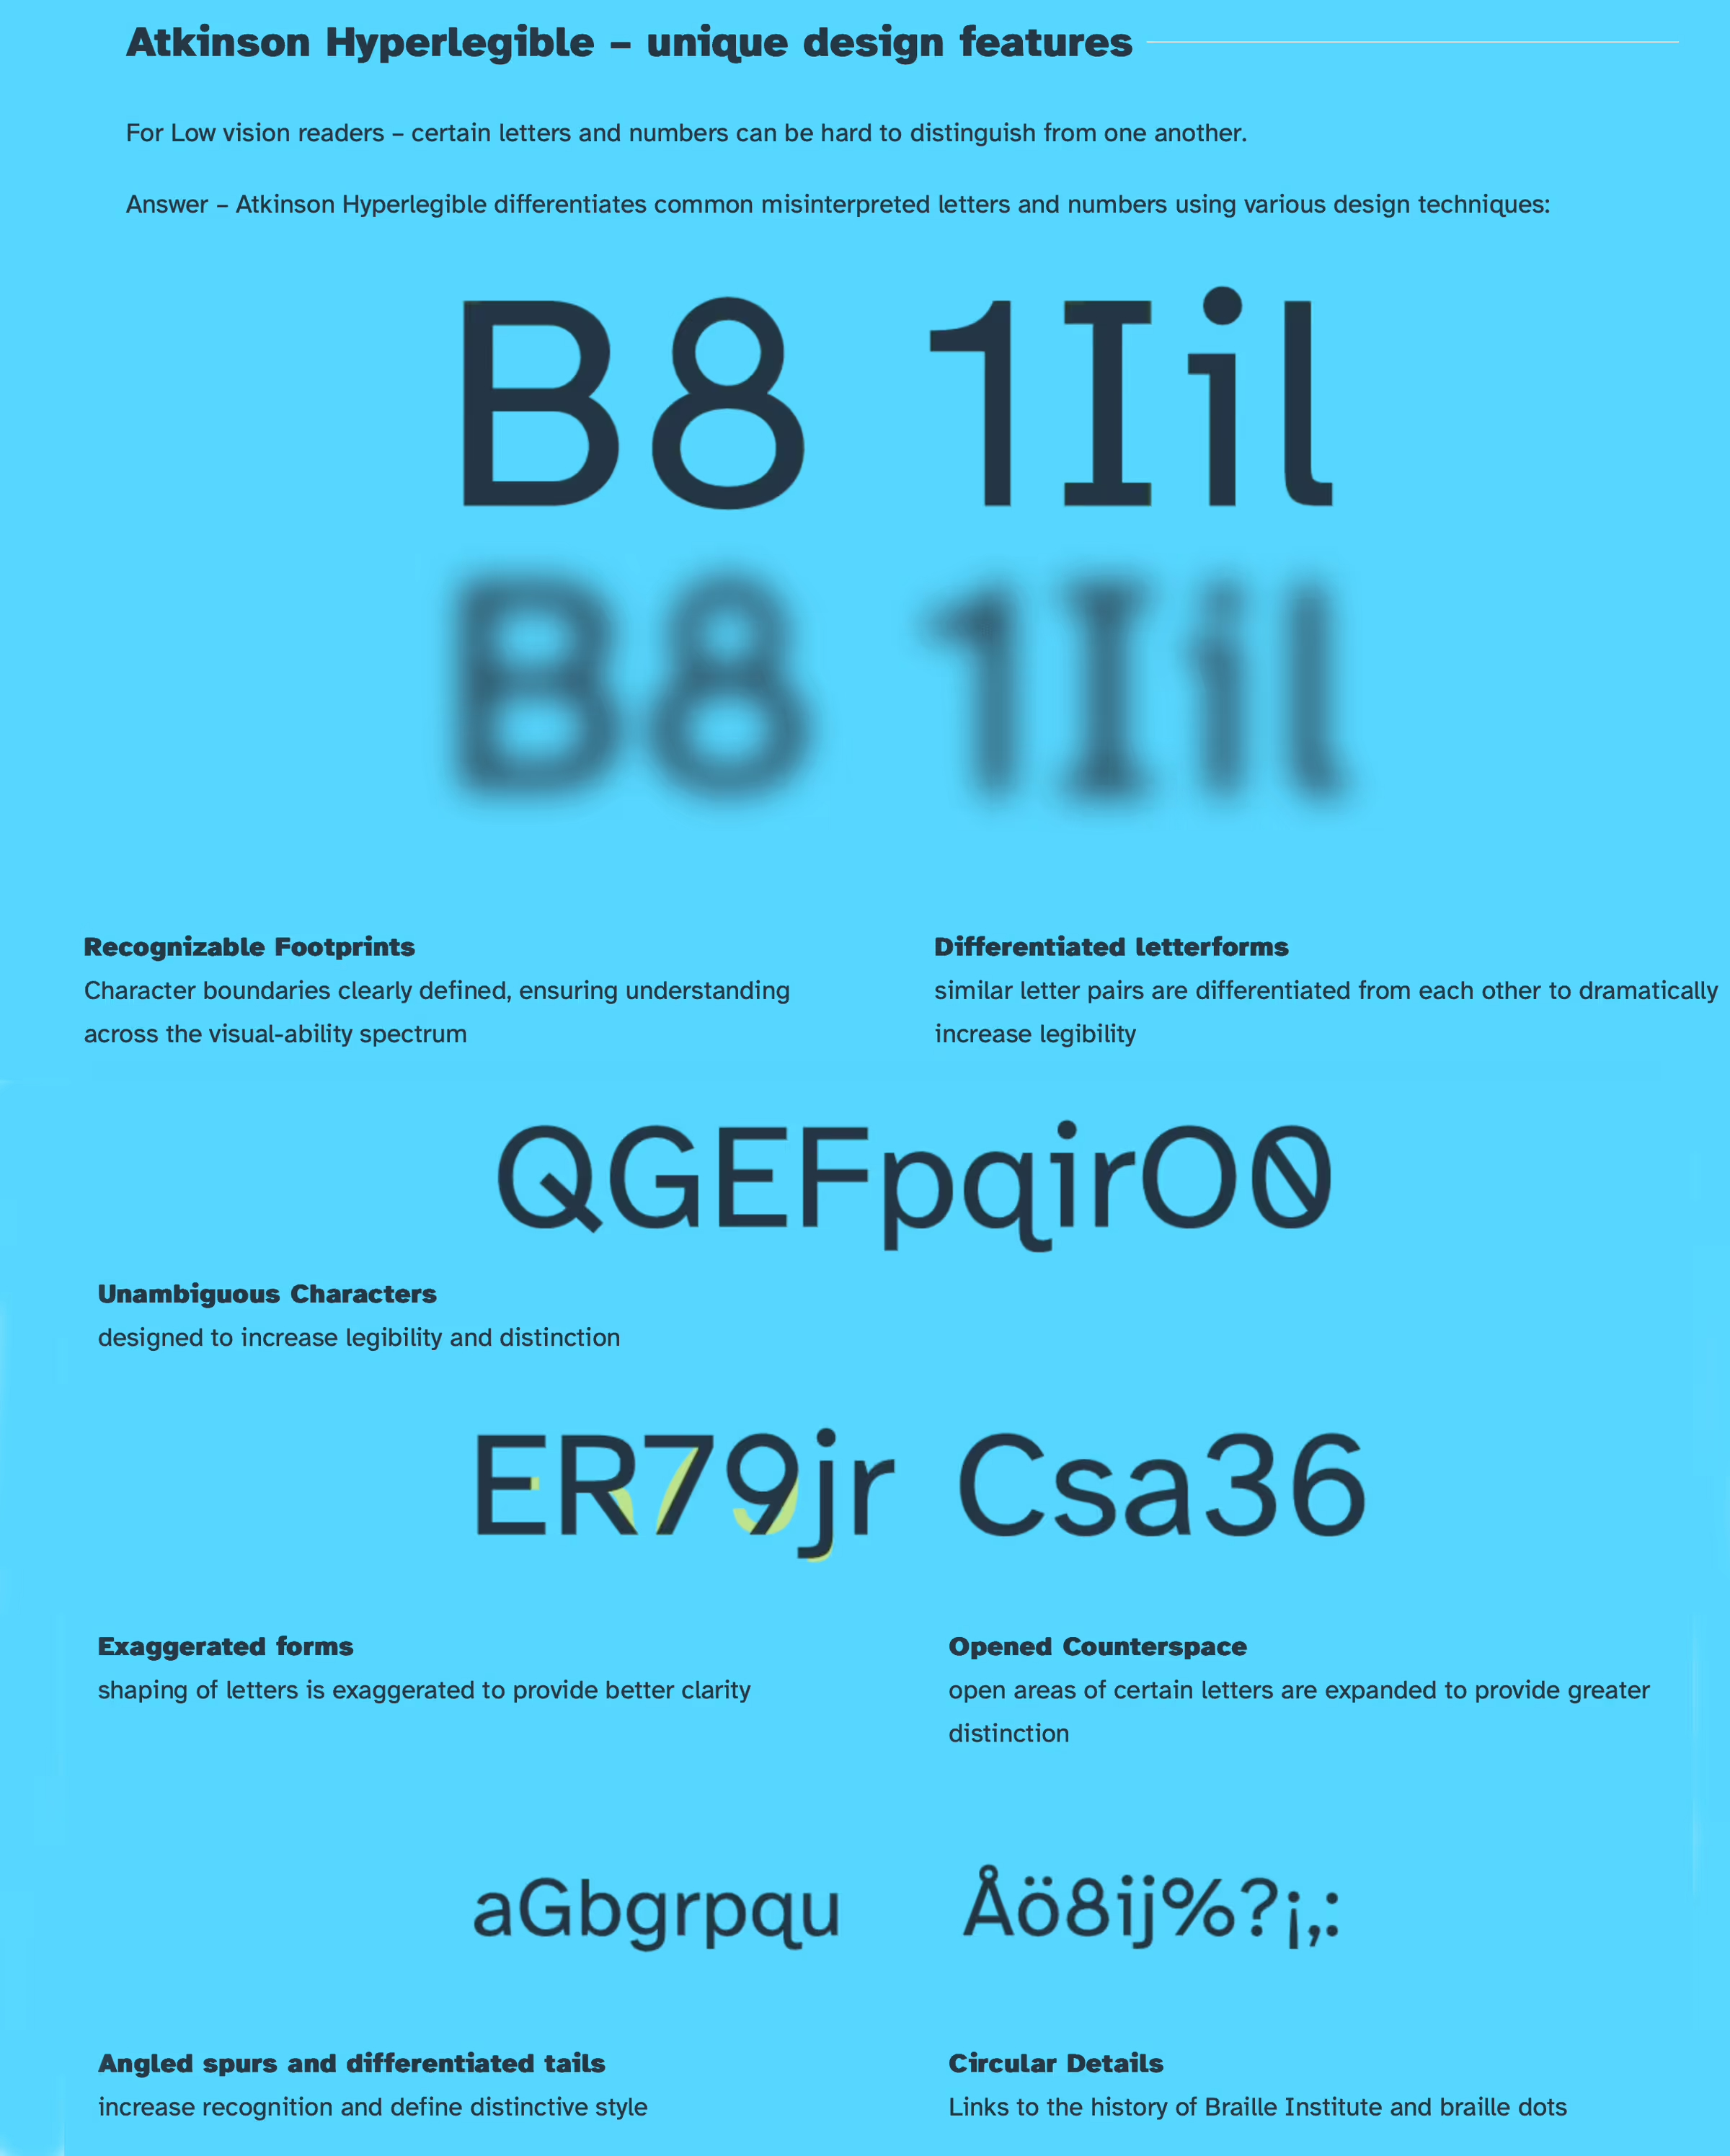 Atkinson Hyperlegible – unique design features
For Low vision readers – certain letters and numbers can be hard to distinguish from one another.
Answer – Atkinson Hyperlegible differentiates common misinterpreted letters and numbers using various design techniques:
B8 1Iil
B8 1Iil
Recognizable Footprints
Character boundaries clearly defined, ensuring understanding
across the visual-ability spectrum
Differentiated letterforms
similar letter pairs are differentiated from each other to dramatically
increase legibility
QGEFpqirO0
Unambiguous Characters
designed to increase legibility and distinction
ER79jr Csa36
Exaggerated forms
shaping of letters is exaggerated to provide better clarity
Opened Counterspace
open areas of certain letters are expanded to provide greater
distinction
aGbgrpqu Åö8ij%?¡,:
Angled spurs and differentiated tails
increase recognition and define distinctive style
Circular Details
Links to the history of Braille Institute and braille dots